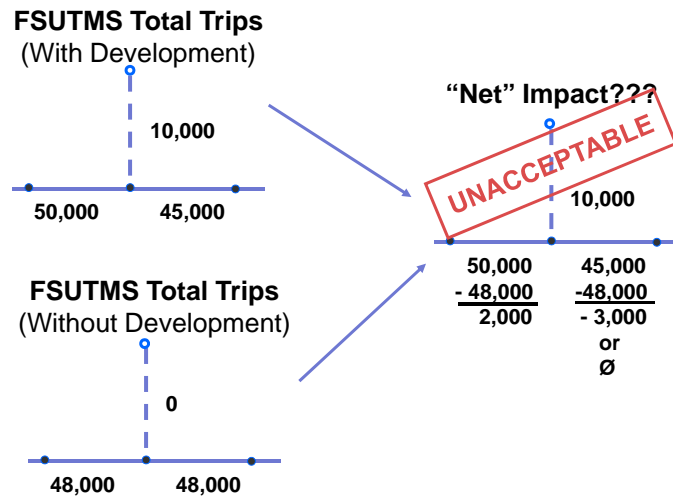 FSUTMS Total Trips
(With Development)
10,000
50,000 45,000
FSUTMS Total Trips
(Without Development)
0
48,000 48,000
“Net” Impact???
UNACCEPTABLE
10,000
50,000 45,000
- 48,000 -48,000
2,000 - 3,000
or
Ø